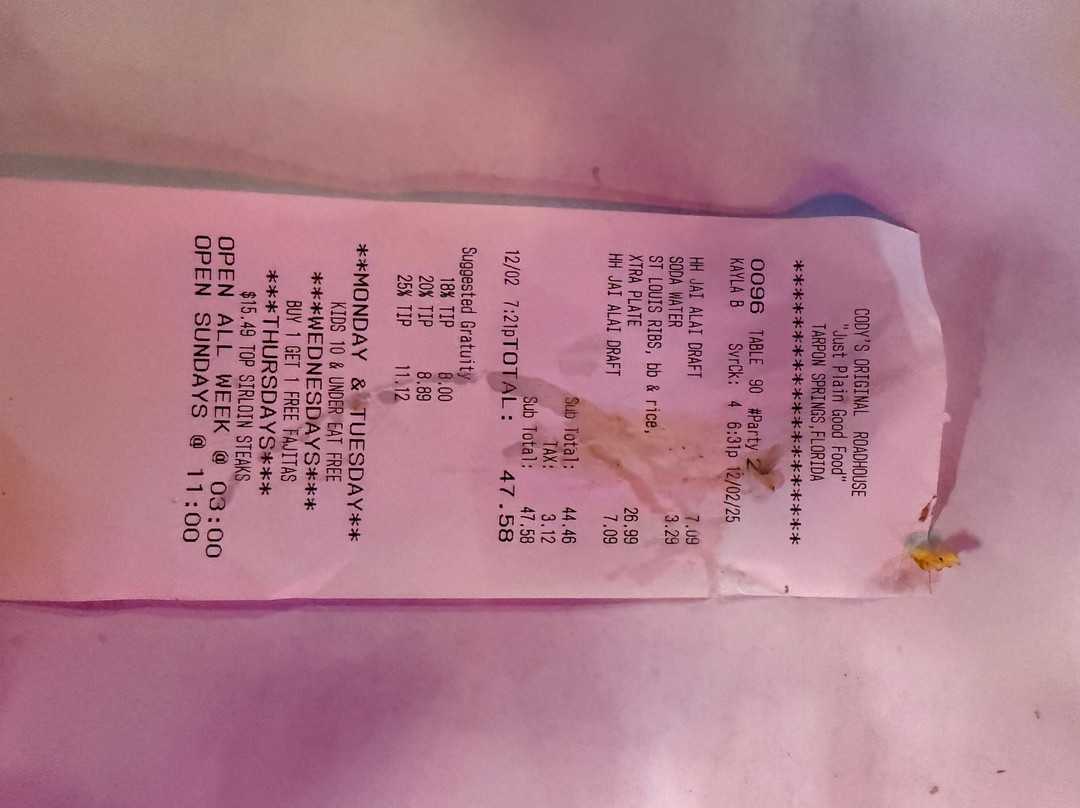 CODY'S ORIGINAL ROADHOUSE
"Just Plain Good Food"
TARPON SPRINGS,FLORIDA
***********************
0096 TABLE 90 #Party 2
KAYLA B SvrCk: 4 6:31p 12/02/25
HH JAI ALAI DRAFT 7.09
SODA WATER 3.29
ST LOUIS RIBS, bb & rice,
XTRA PLATE 26.99
HH JAI ALAI DRAFT 7.09
Sub Total: 44.46
TAX: 3.12
Sub Total: 47.58
12/02 7:21pTOTAL: 47.58
Suggested Gratuity
18% TIP 8.00
20% TIP 8.89
25% TIP 11.12
**MONDAY & TUESDAY**
KIDS 10 & UNDER EAT FREE
***WEDNESDAYS***
BUY 1 GET 1 FREE FAJITAS
***THURSDAYS***
$15.49 TOP SIRLOIN STEAKS
OPEN ALL WEEK @ 03:00
OPEN SUNDAYS @ 11:00